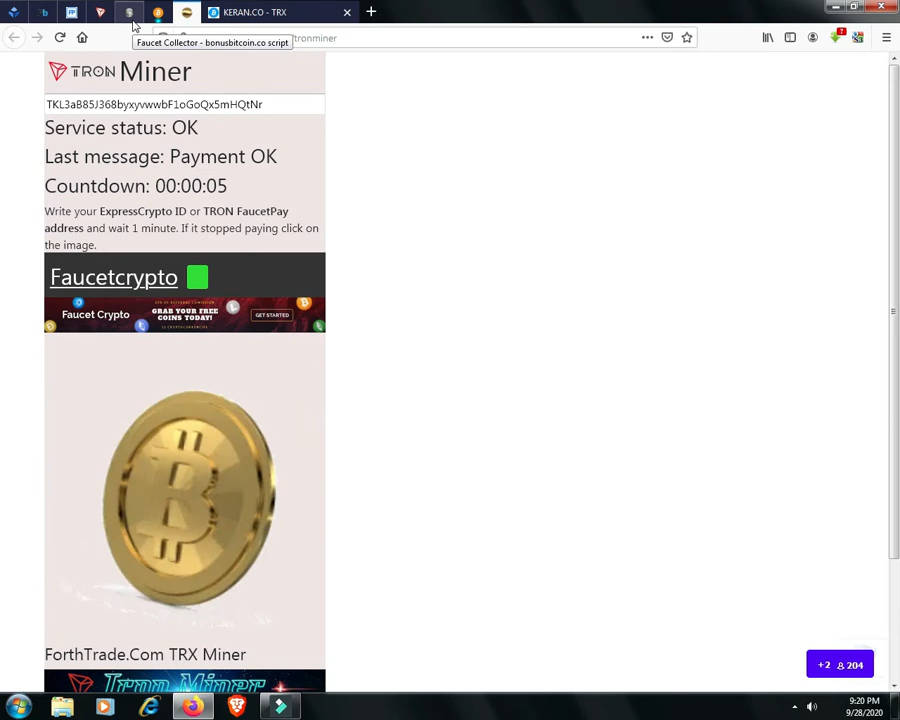 KERAN.CO - TRX
Faucet Collector - bonusbitcoin.co script
tronminer
TRON Miner
TKL3aB85J368byxyvwwbF1oGoQx5mHQtNr
Service status: OK
Last message: Payment OK
Countdown: 00:00:05
Write your ExpressCrypto ID or TRON FaucetPay
address and wait 1 minute. If it stopped paying click on
the image.
Faucetcrypto
Faucet Crypto
GRAB YOUR FREE
COINS TODAY!
GET STARTED
ForthTrade.Com TRX Miner
Tron Miner
+2 204
9:20 PM
9/28/2020